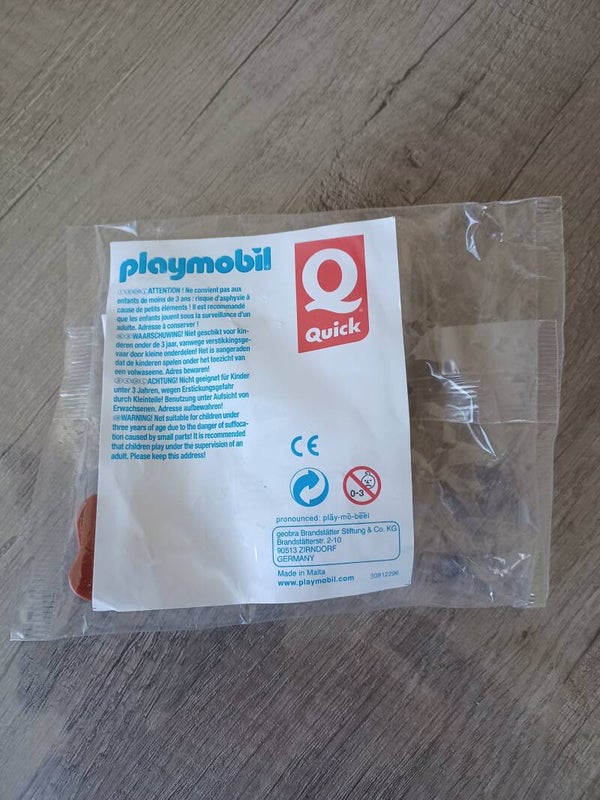 playmobil
ATTENTION ! Ne convient pas aux
enfants de moins de 3 ans : risque d'asphyxie à
cause de petits éléments ! Il est recommandé
que les enfants jouent sous la surveillance d'un
adulte. Adresse à conserver !
WAARSCHUWING! Niet geschikt voor kin-
deren onder de 3 jaar, vanwege verstikkingsge-
vaar door kleine onderdelen! Het is aangeraden
dat de kinderen spelen onder het toezicht van
een volwassene. Adres bewaren!
ACHTUNG! Nicht geeignet für Kinder
unter 3 Jahren, wegen Erstickungsgefahr
durch Kleinteile! Benutzung unter Aufsicht von
Erwachsenen. Adresse aufbewahren!
WARNING! Not suitable for children under
three years of age due to the danger of suffoca-
tion caused by small parts! It is recommended
that children play under the supervision of an
adult. Please keep this address!
Q
Quick
CE
0-3
pronounced: plāy-mō-bēēl
geobra Brandstätter Stiftung & Co. KG
Brandstätterstr. 2-10
90513 ZIRNDORF
GERMANY
Made in Malta
www.playmobil.com
30812296